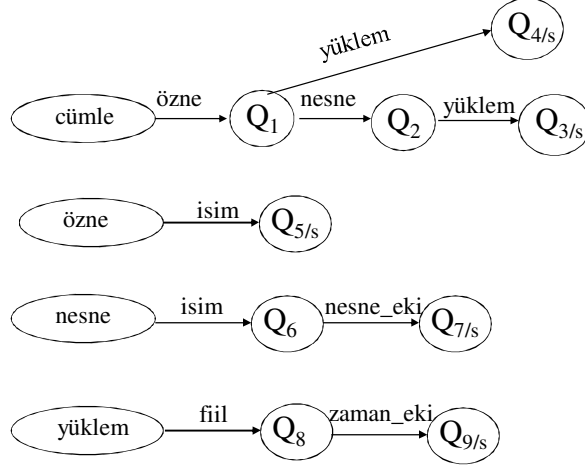 yüklem Q4/s
cümle özne Q1 nesne Q2 yüklem Q3/s
özne isim Q5/s
nesne isim Q6 nesne_eki Q7/s
yüklem fiil Q8 zaman_eki Q9/s